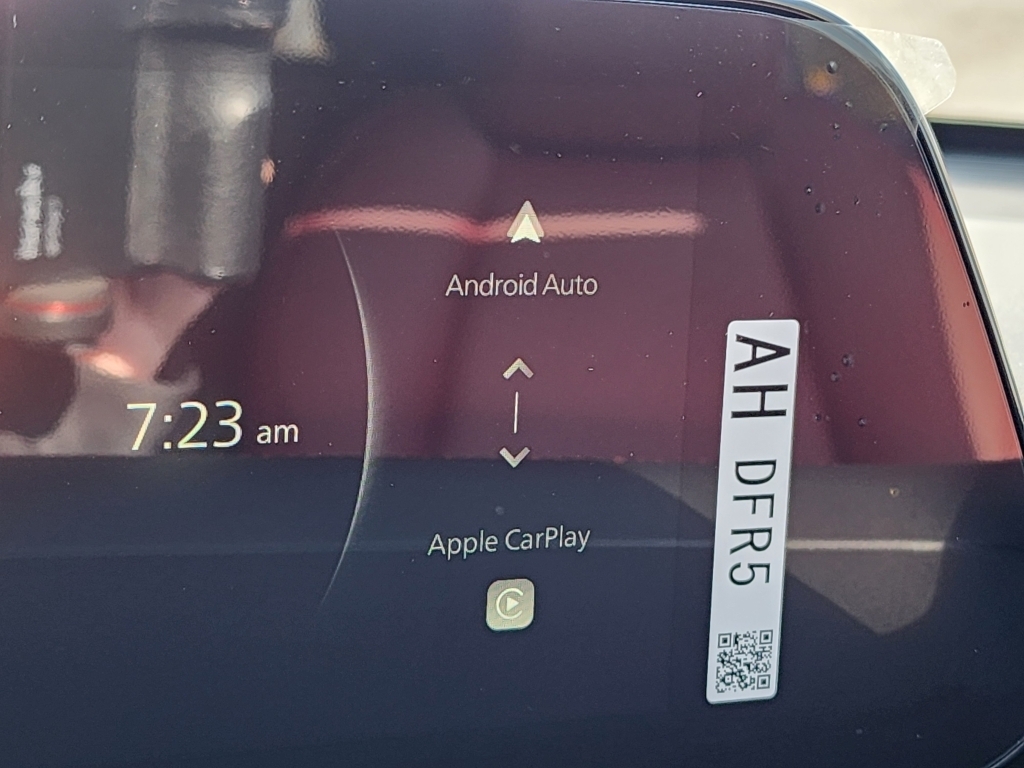 Android Auto
7:23 am
Apple CarPlay
AH DFR5